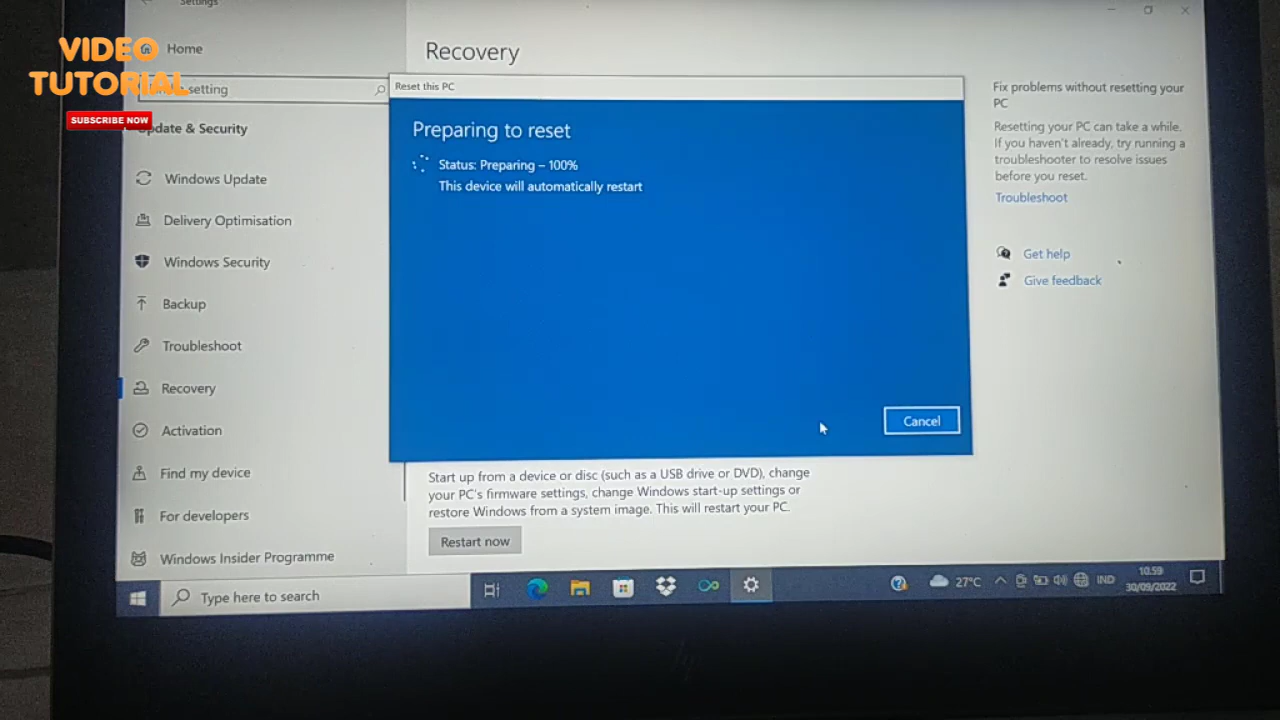 Settings
VIDEO
TUTORIAL
SUBSCRIBE NOW
Home
setting
Update & Security
Windows Update
Delivery Optimisation
Windows Security
Backup
Troubleshoot
Recovery
Activation
Find my device
For developers
Windows Insider Programme
Recovery
Reset this PC
Preparing to reset
Status: Preparing – 100%
This device will automatically restart
Cancel
Start up from a device or disc (such as a USB drive or DVD), change
your PC's firmware settings, change Windows start-up settings or
restore Windows from a system image. This will restart your PC.
Restart now
Fix problems without resetting your
PC
Resetting your PC can take a while.
If you haven't already, try running a
troubleshooter to resolve issues
before you reset.
Troubleshoot
Get help
Give feedback
Type here to search
27°C
IND
10.59
30/09/2022
hp